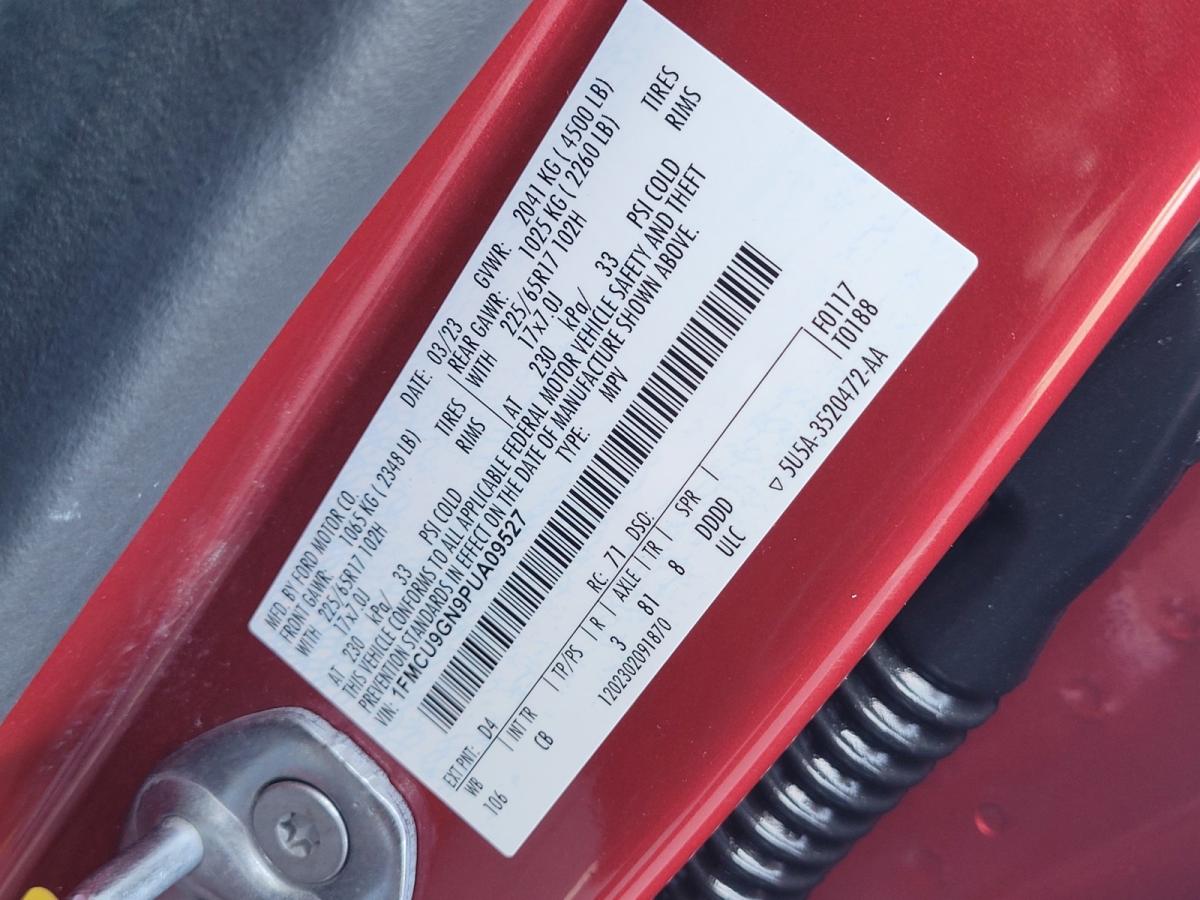 MFD. BY FORD MOTOR CO.
DATE: 03/23 GVWR: 2041 KG ( 4500 LB)
FRONT GAWR: 1065 KG ( 2348 LB) REAR GAWR: 1025 KG ( 2260 LB)
WITH 225/65R17 102H TIRES WITH 225/65R17 102H TIRES
17x7.0J RIMS 17x7.0J RIMS
AT 230 kPa/ 33 PSI COLD AT 230 kPa/ 33 PSI COLD
THIS VEHICLE CONFORMS TO ALL APPLICABLE FEDERAL MOTOR VEHICLE SAFETY AND THEFT
PREVENTION STANDARDS IN EFFECT ON THE DATE OF MANUFACTURE SHOWN ABOVE.
VIN: 1FMCU9GN9PUA09527 TYPE: MPV
EXT PNT: D4 RC: 71 DSO: F0117
WB INT TR TP/PS R AXLE TR SPR T0188
106 CB 3 81 8 DDDD
1202302091870 ULC
▽ 5U5A-3520472-AA